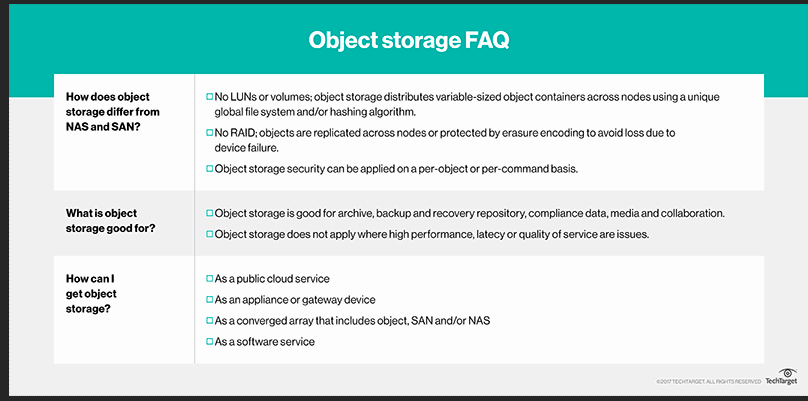 Object storage FAQ
How does object
storage differ from
NAS and SAN?
No LUNs or volumes; object storage distributes variable-sized object containers across nodes using a unique
global file system and/or hashing algorithm.
No RAID; objects are replicated across nodes or protected by erasure encoding to avoid loss due to
device failure.
Object storage security can be applied on a per-object or per-command basis.
What is object
storage good for?
Object storage is good for archive, backup and recovery repository, compliance data, media and collaboration.
Object storage does not apply where high performance, latecy or quality of service are issues.
How can I
get object
storage?
As a public cloud service
As an appliance or gateway device
As a converged array that includes object, SAN and/or NAS
As a software service
©2017 TECHTARGET. ALL RIGHTS RESERVED
TechTarget